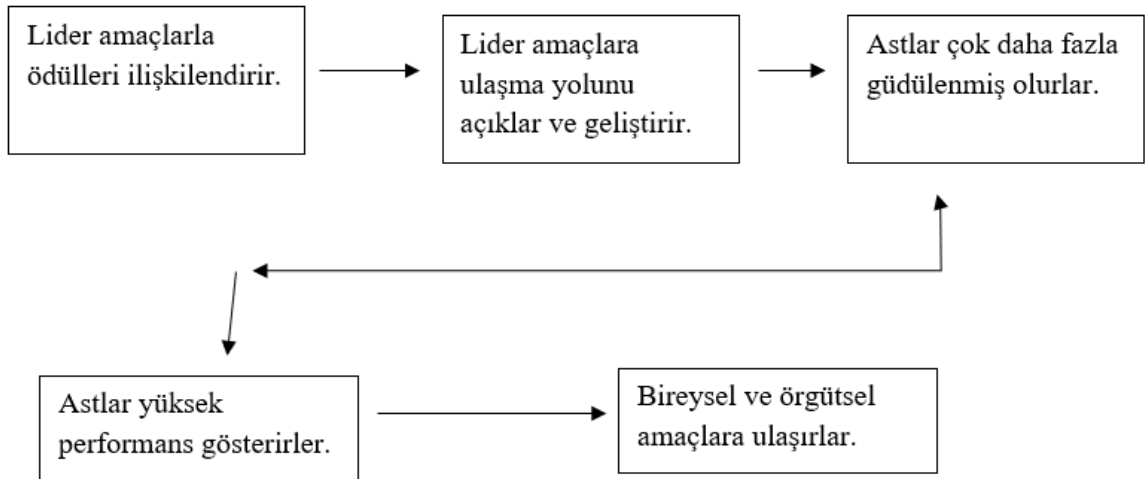 Lider amaçlarla
ödülleri ilişkilendirir.
Lider amaçlara
ulaşma yolunu
açıklar ve geliştirir.
Astlar çok daha fazla
güdülenmiş olurlar.
Astlar yüksek
performans gösterirler.
Bireysel ve örgütsel
amaçlara ulaşırlar.